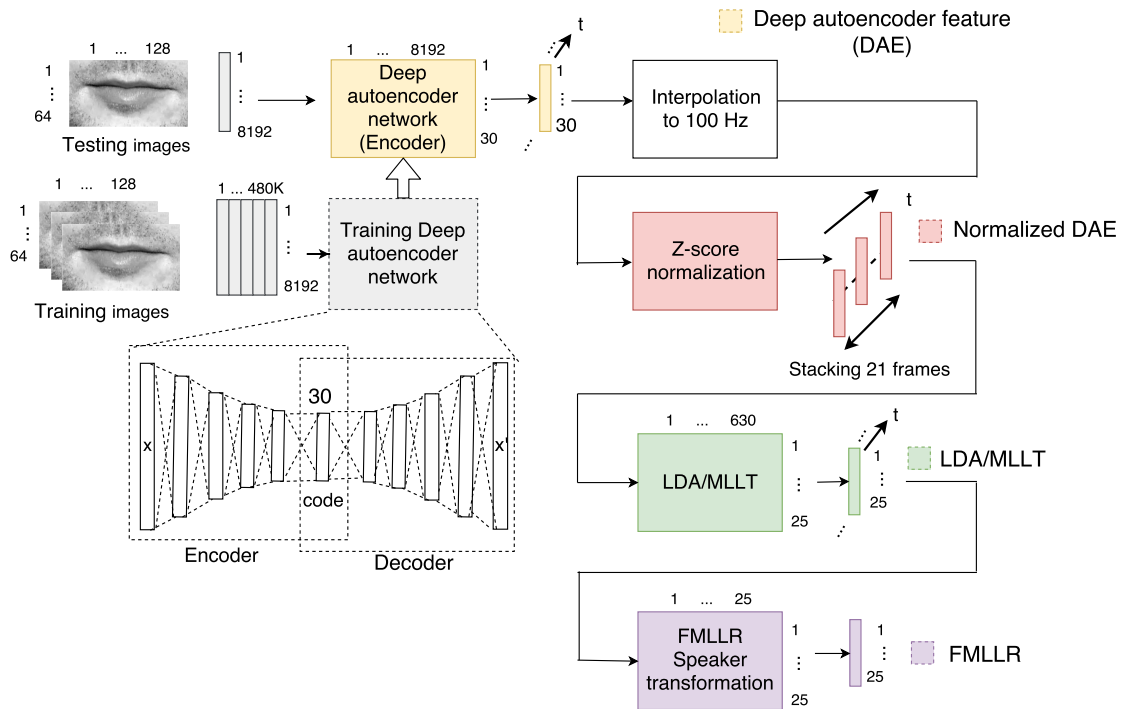 1 ... 128
1
⋮
64
Testing images
1
⋮
8192
1 ... 8192
Deep
autoencoder
network
(Encoder)
1
⋮
30
t
1
⋮
30
Interpolation
to 100 Hz
Deep autoencoder feature
(DAE)
1 ... 128
1
⋮
64
Training images
1 ... 480K
1
⋮
8192
Training Deep
autoencoder
network
Z-score
normalization
t
Stacking 21 frames
Normalized DAE
x
30
code
x'
Encoder
Decoder
1 ... 630
LDA/MLLT
1
⋮
25
t
1
⋮
25
LDA/MLLT
1 ... 25
FMLLR
Speaker
transformation
1
⋮
25
1
⋮
25
FMLLR